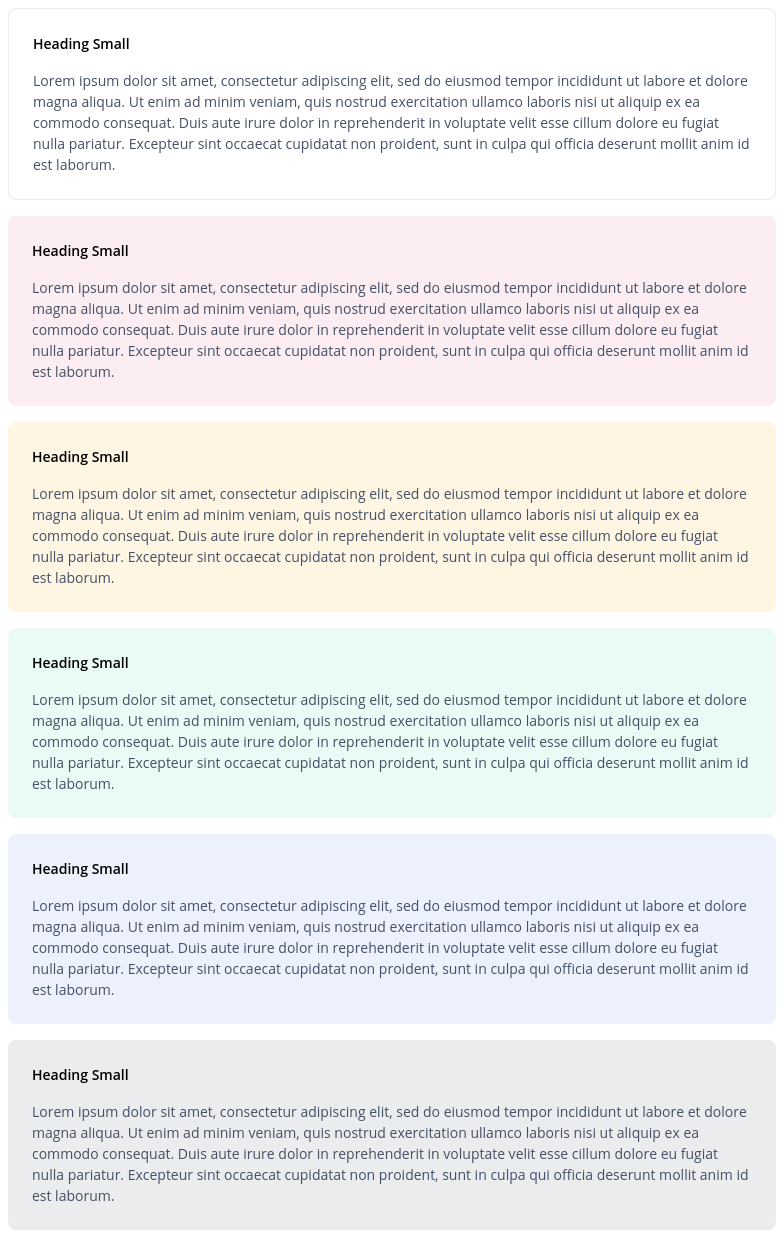 Heading Small
Lorem ipsum dolor sit amet, consectetur adipiscing elit, sed do eiusmod tempor incididunt ut labore et dolore
magna aliqua. Ut enim ad minim veniam, quis nostrud exercitation ullamco laboris nisi ut aliquip ex ea
commodo consequat. Duis aute irure dolor in reprehenderit in voluptate velit esse cillum dolore eu fugiat
nulla pariatur. Excepteur sint occaecat cupidatat non proident, sunt in culpa qui officia deserunt mollit anim id
est laborum.
Heading Small
Lorem ipsum dolor sit amet, consectetur adipiscing elit, sed do eiusmod tempor incididunt ut labore et dolore
magna aliqua. Ut enim ad minim veniam, quis nostrud exercitation ullamco laboris nisi ut aliquip ex ea
commodo consequat. Duis aute irure dolor in reprehenderit in voluptate velit esse cillum dolore eu fugiat
nulla pariatur. Excepteur sint occaecat cupidatat non proident, sunt in culpa qui officia deserunt mollit anim id
est laborum.
Heading Small
Lorem ipsum dolor sit amet, consectetur adipiscing elit, sed do eiusmod tempor incididunt ut labore et dolore
magna aliqua. Ut enim ad minim veniam, quis nostrud exercitation ullamco laboris nisi ut aliquip ex ea
commodo consequat. Duis aute irure dolor in reprehenderit in voluptate velit esse cillum dolore eu fugiat
nulla pariatur. Excepteur sint occaecat cupidatat non proident, sunt in culpa qui officia deserunt mollit anim id
est laborum.
Heading Small
Lorem ipsum dolor sit amet, consectetur adipiscing elit, sed do eiusmod tempor incididunt ut labore et dolore
magna aliqua. Ut enim ad minim veniam, quis nostrud exercitation ullamco laboris nisi ut aliquip ex ea
commodo consequat. Duis aute irure dolor in reprehenderit in voluptate velit esse cillum dolore eu fugiat
nulla pariatur. Excepteur sint occaecat cupidatat non proident, sunt in culpa qui officia deserunt mollit anim id
est laborum.
Heading Small
Lorem ipsum dolor sit amet, consectetur adipiscing elit, sed do eiusmod tempor incididunt ut labore et dolore
magna aliqua. Ut enim ad minim veniam, quis nostrud exercitation ullamco laboris nisi ut aliquip ex ea
commodo consequat. Duis aute irure dolor in reprehenderit in voluptate velit esse cillum dolore eu fugiat
nulla pariatur. Excepteur sint occaecat cupidatat non proident, sunt in culpa qui officia deserunt mollit anim id
est laborum.
Heading Small
Lorem ipsum dolor sit amet, consectetur adipiscing elit, sed do eiusmod tempor incididunt ut labore et dolore
magna aliqua. Ut enim ad minim veniam, quis nostrud exercitation ullamco laboris nisi ut aliquip ex ea
commodo consequat. Duis aute irure dolor in reprehenderit in voluptate velit esse cillum dolore eu fugiat
nulla pariatur. Excepteur sint occaecat cupidatat non proident, sunt in culpa qui officia deserunt mollit anim id
est laborum.